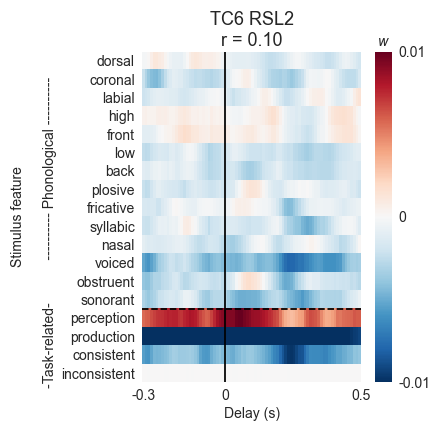 TC6 RSL2
r = 0.10
w
dorsal
coronal
labial
high
front
low
back
plosive
fricative
syllabic
nasal
voiced
obstruent
sonorant
perception
production
consistent
inconsistent
Stimulus feature
-Task-related- ---------- Phonological ----------
0.01
0
-0.01
-0.3 0 0.5
Delay (s)